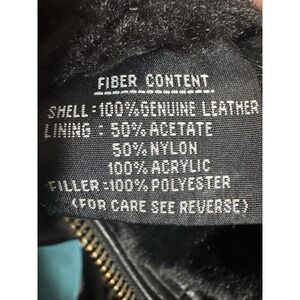 FIBER CONTENT
SHELL:100%GENUINE LEATHER
LINING: 50%ACETATE
50%NYLON
100%ACRYLIC
FILLER:100%POLYESTER
(FOR CARE SEE REVERSE)